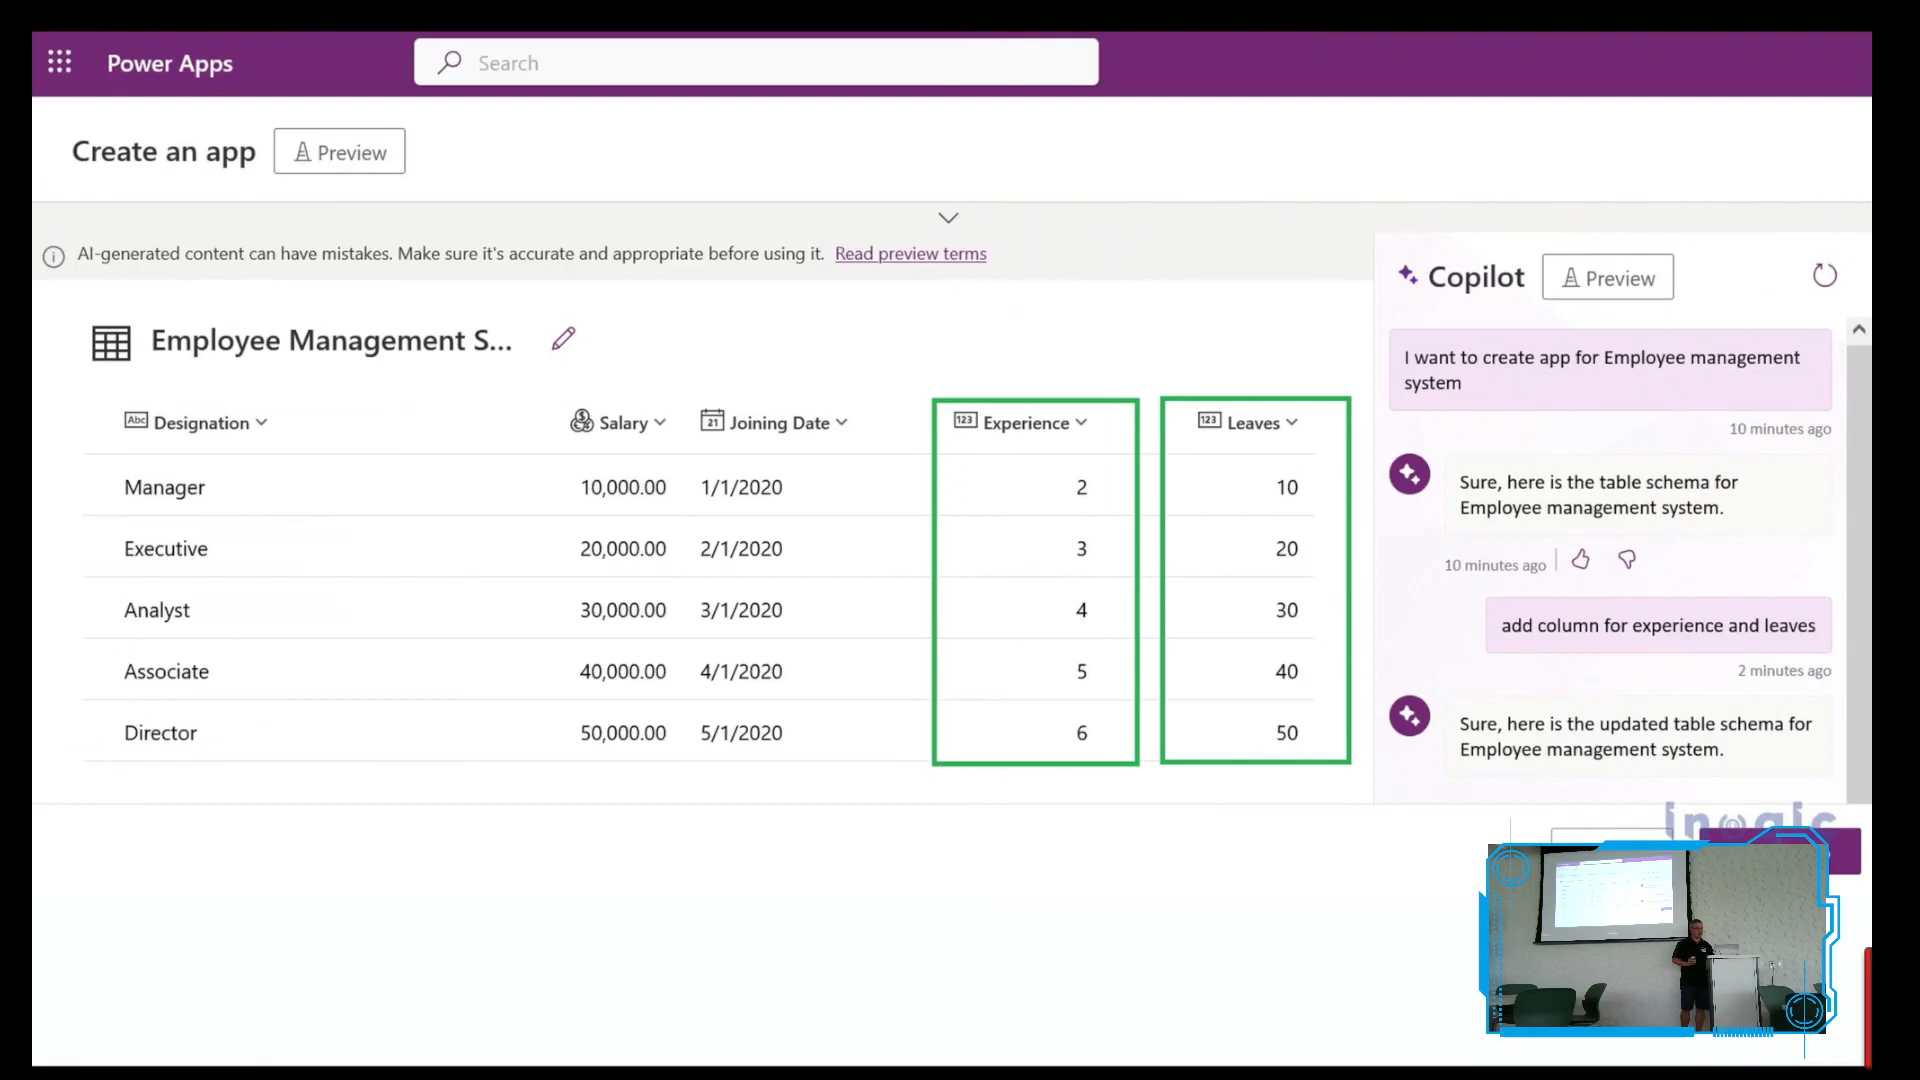 Power Apps
Search
Create an app
Preview
AI-generated content can have mistakes. Make sure it's accurate and appropriate before using it. Read preview terms
Employee Management S...
Abc Designation
Salary
21 Joining Date
123 Experience
123 Leaves
Manager 10,000.00 1/1/2020 2 10
Executive 20,000.00 2/1/2020 3 20
Analyst 30,000.00 3/1/2020 4 30
Associate 40,000.00 4/1/2020 5 40
Director 50,000.00 5/1/2020 6 50
Copilot
Preview
I want to create app for Employee management
system
10 minutes ago
Sure, here is the table schema for
Employee management system.
10 minutes ago
add column for experience and leaves
2 minutes ago
Sure, here is the updated table schema for
Employee management system.
inogic